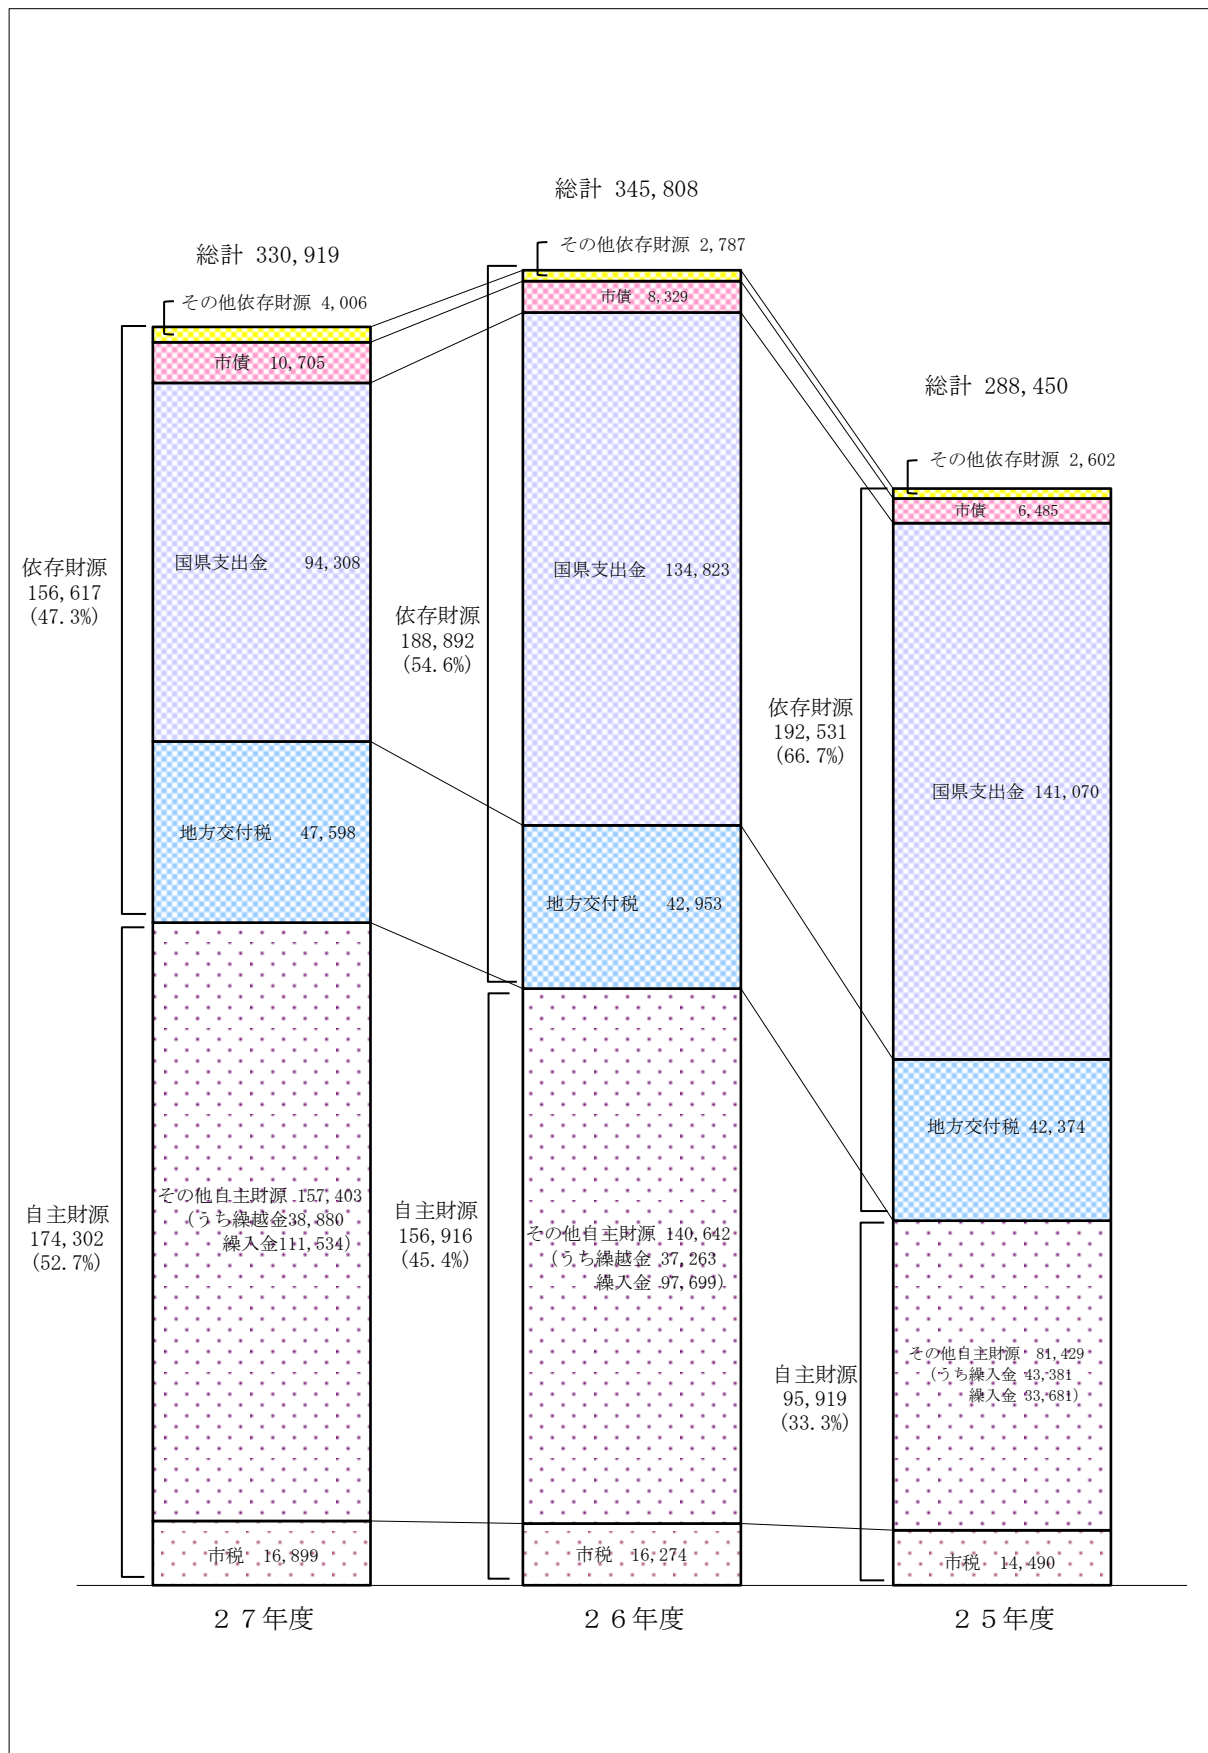 総計 330,919
その他依存財源 4,006
市債 10,705
国県支出金 94,308
地方交付税 47,598
依存財源
156,617
(47.3%)
その他自主財源 157,403
(うち繰越金38,880
繰入金111,534)
自主財源
174,302
(52.7%)
市税 16,899
27年度
総計 345,808
その他依存財源 2,787
市債 8,329
国県支出金 134,823
依存財源
188,892
(54.6%)
地方交付税 42,953
その他自主財源 140,642
(うち繰越金 37,263
繰入金 97,699)
自主財源
156,916
(45.4%)
市税 16,274
26年度
総計 288,450
その他依存財源 2,602
市債 6,485
依存財源
192,531
(66.7%)
国県支出金 141,070
地方交付税 42,374
その他自主財源 81,429
(うち繰入金 43,381
繰入金 33,681)
自主財源
95,919
(33.3%)
市税 14,490
25年度